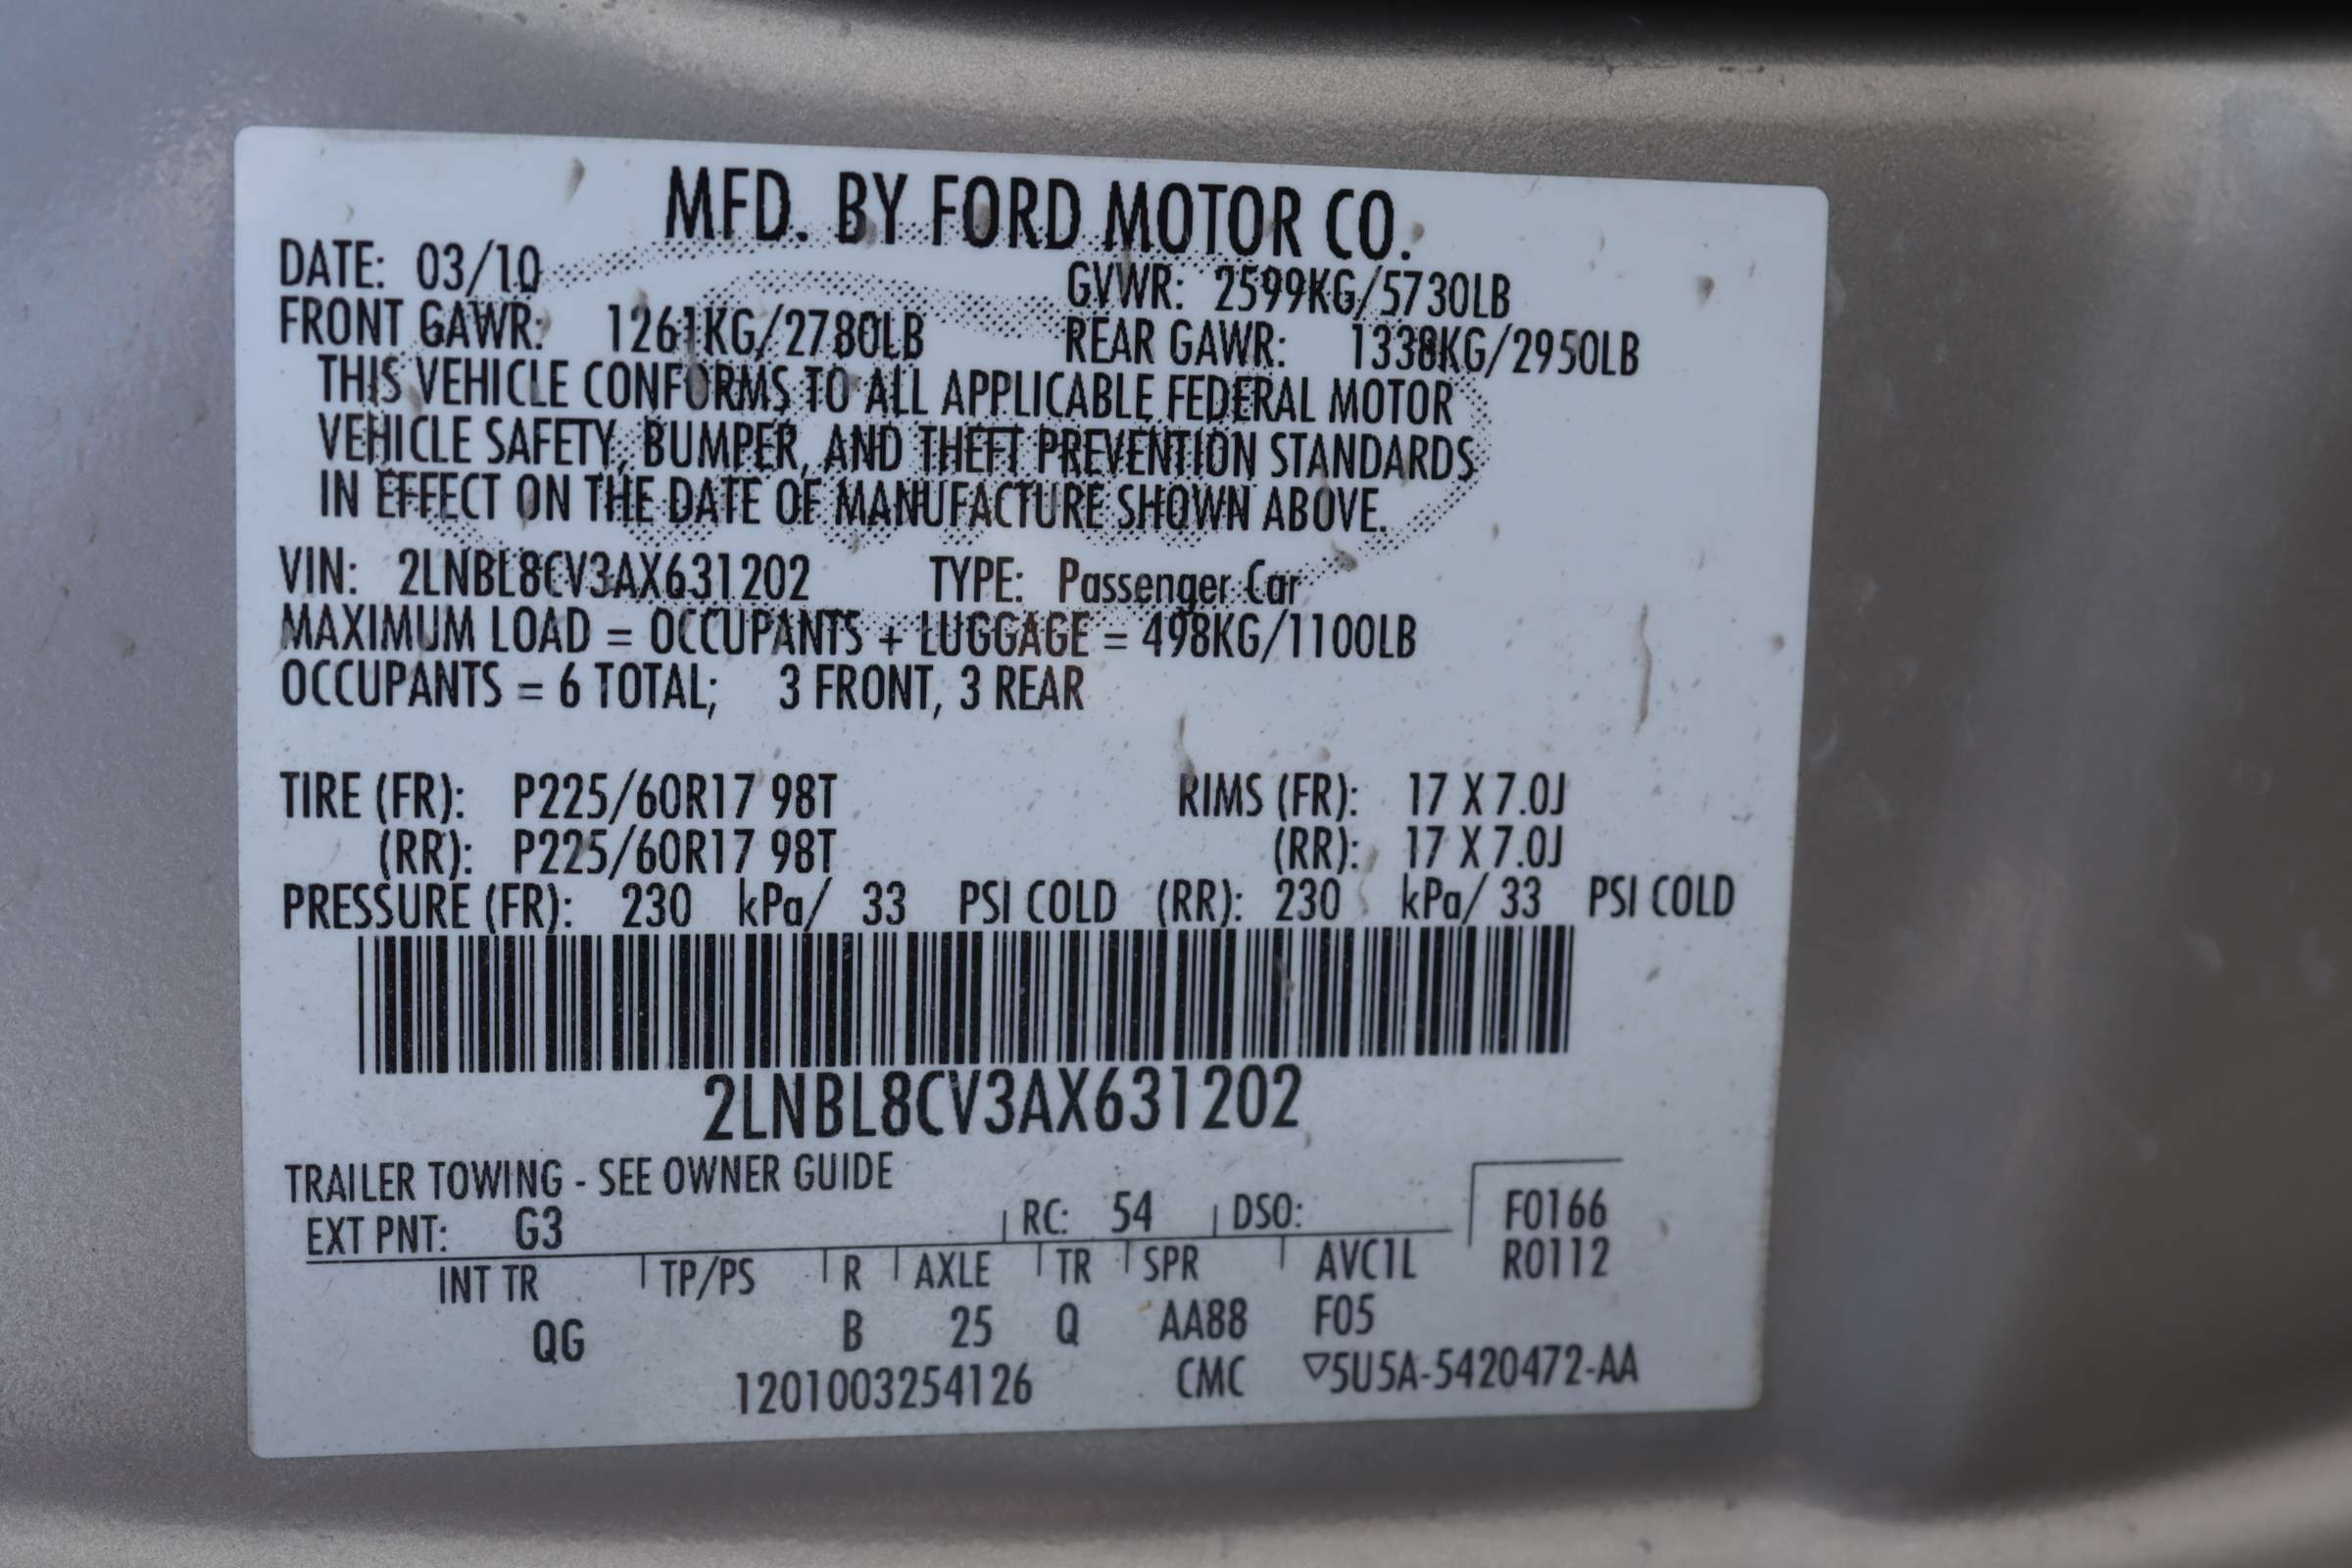 MFD. BY FORD MOTOR CO.
DATE: 03/10 GVWR: 2599KG/5730LB
FRONT GAWR: 1261KG/2780LB REAR GAWR: 1338KG/2950LB
THIS VEHICLE CONFORMS TO ALL APPLICABLE FEDERAL MOTOR
VEHICLE SAFETY, BUMPER, AND THEFT PREVENTION STANDARDS
IN EFFECT ON THE DATE OF MANUFACTURE SHOWN ABOVE.
VIN: 2LNBL8CV3AX631202 TYPE: Passenger Car
MAXIMUM LOAD = OCCUPANTS + LUGGAGE = 498KG/1100LB
OCCUPANTS = 6 TOTAL; 3 FRONT, 3 REAR
TIRE (FR): P225/60R17 98T RIMS (FR): 17 X 7.0J
(RR): P225/60R17 98T (RR): 17 X 7.0J
PRESSURE (FR): 230 kPa/ 33 PSI COLD (RR): 230 kPa/ 33 PSI COLD
2LNBL8CV3AX631202
TRAILER TOWING - SEE OWNER GUIDE
EXT PNT: G3 RC: 54 DSO: F0166
INT TR TP/PS R AXLE TR SPR AVC1L R0112
QG B 25 Q AA88 F05
1201003254126 CMC ▽5U5A-5420472-AA